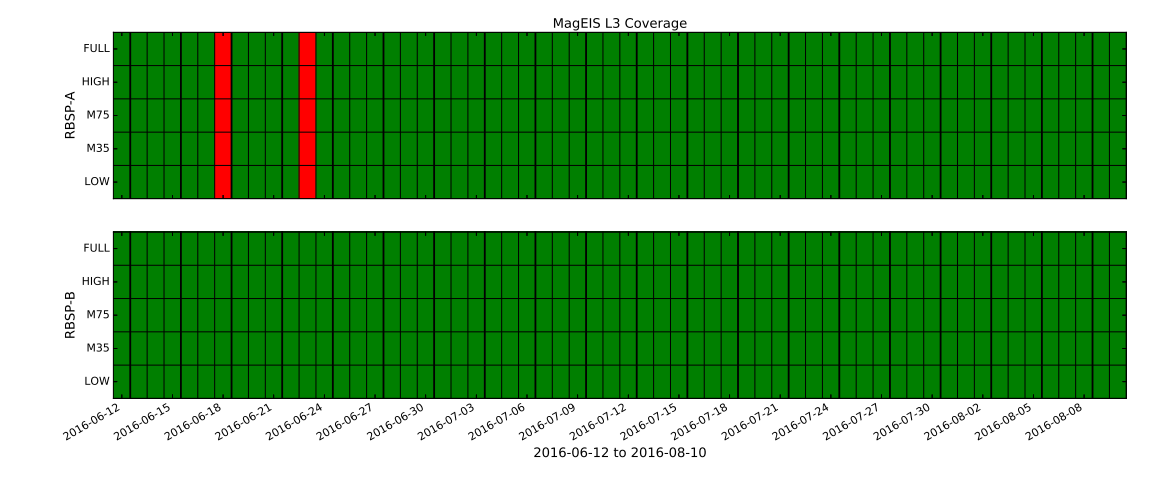 MagEIS L3 Coverage
RBSP-A
FULL
HIGH
M75
M35
LOW
RBSP-B
FULL
HIGH
M75
M35
LOW
2016-06-12
2016-06-15
2016-06-18
2016-06-21
2016-06-24
2016-06-27
2016-06-30
2016-07-03
2016-07-06
2016-07-09
2016-07-12
2016-07-15
2016-07-18
2016-07-21
2016-07-24
2016-07-27
2016-07-30
2016-08-02
2016-08-05
2016-08-08
2016-06-12 to 2016-08-10